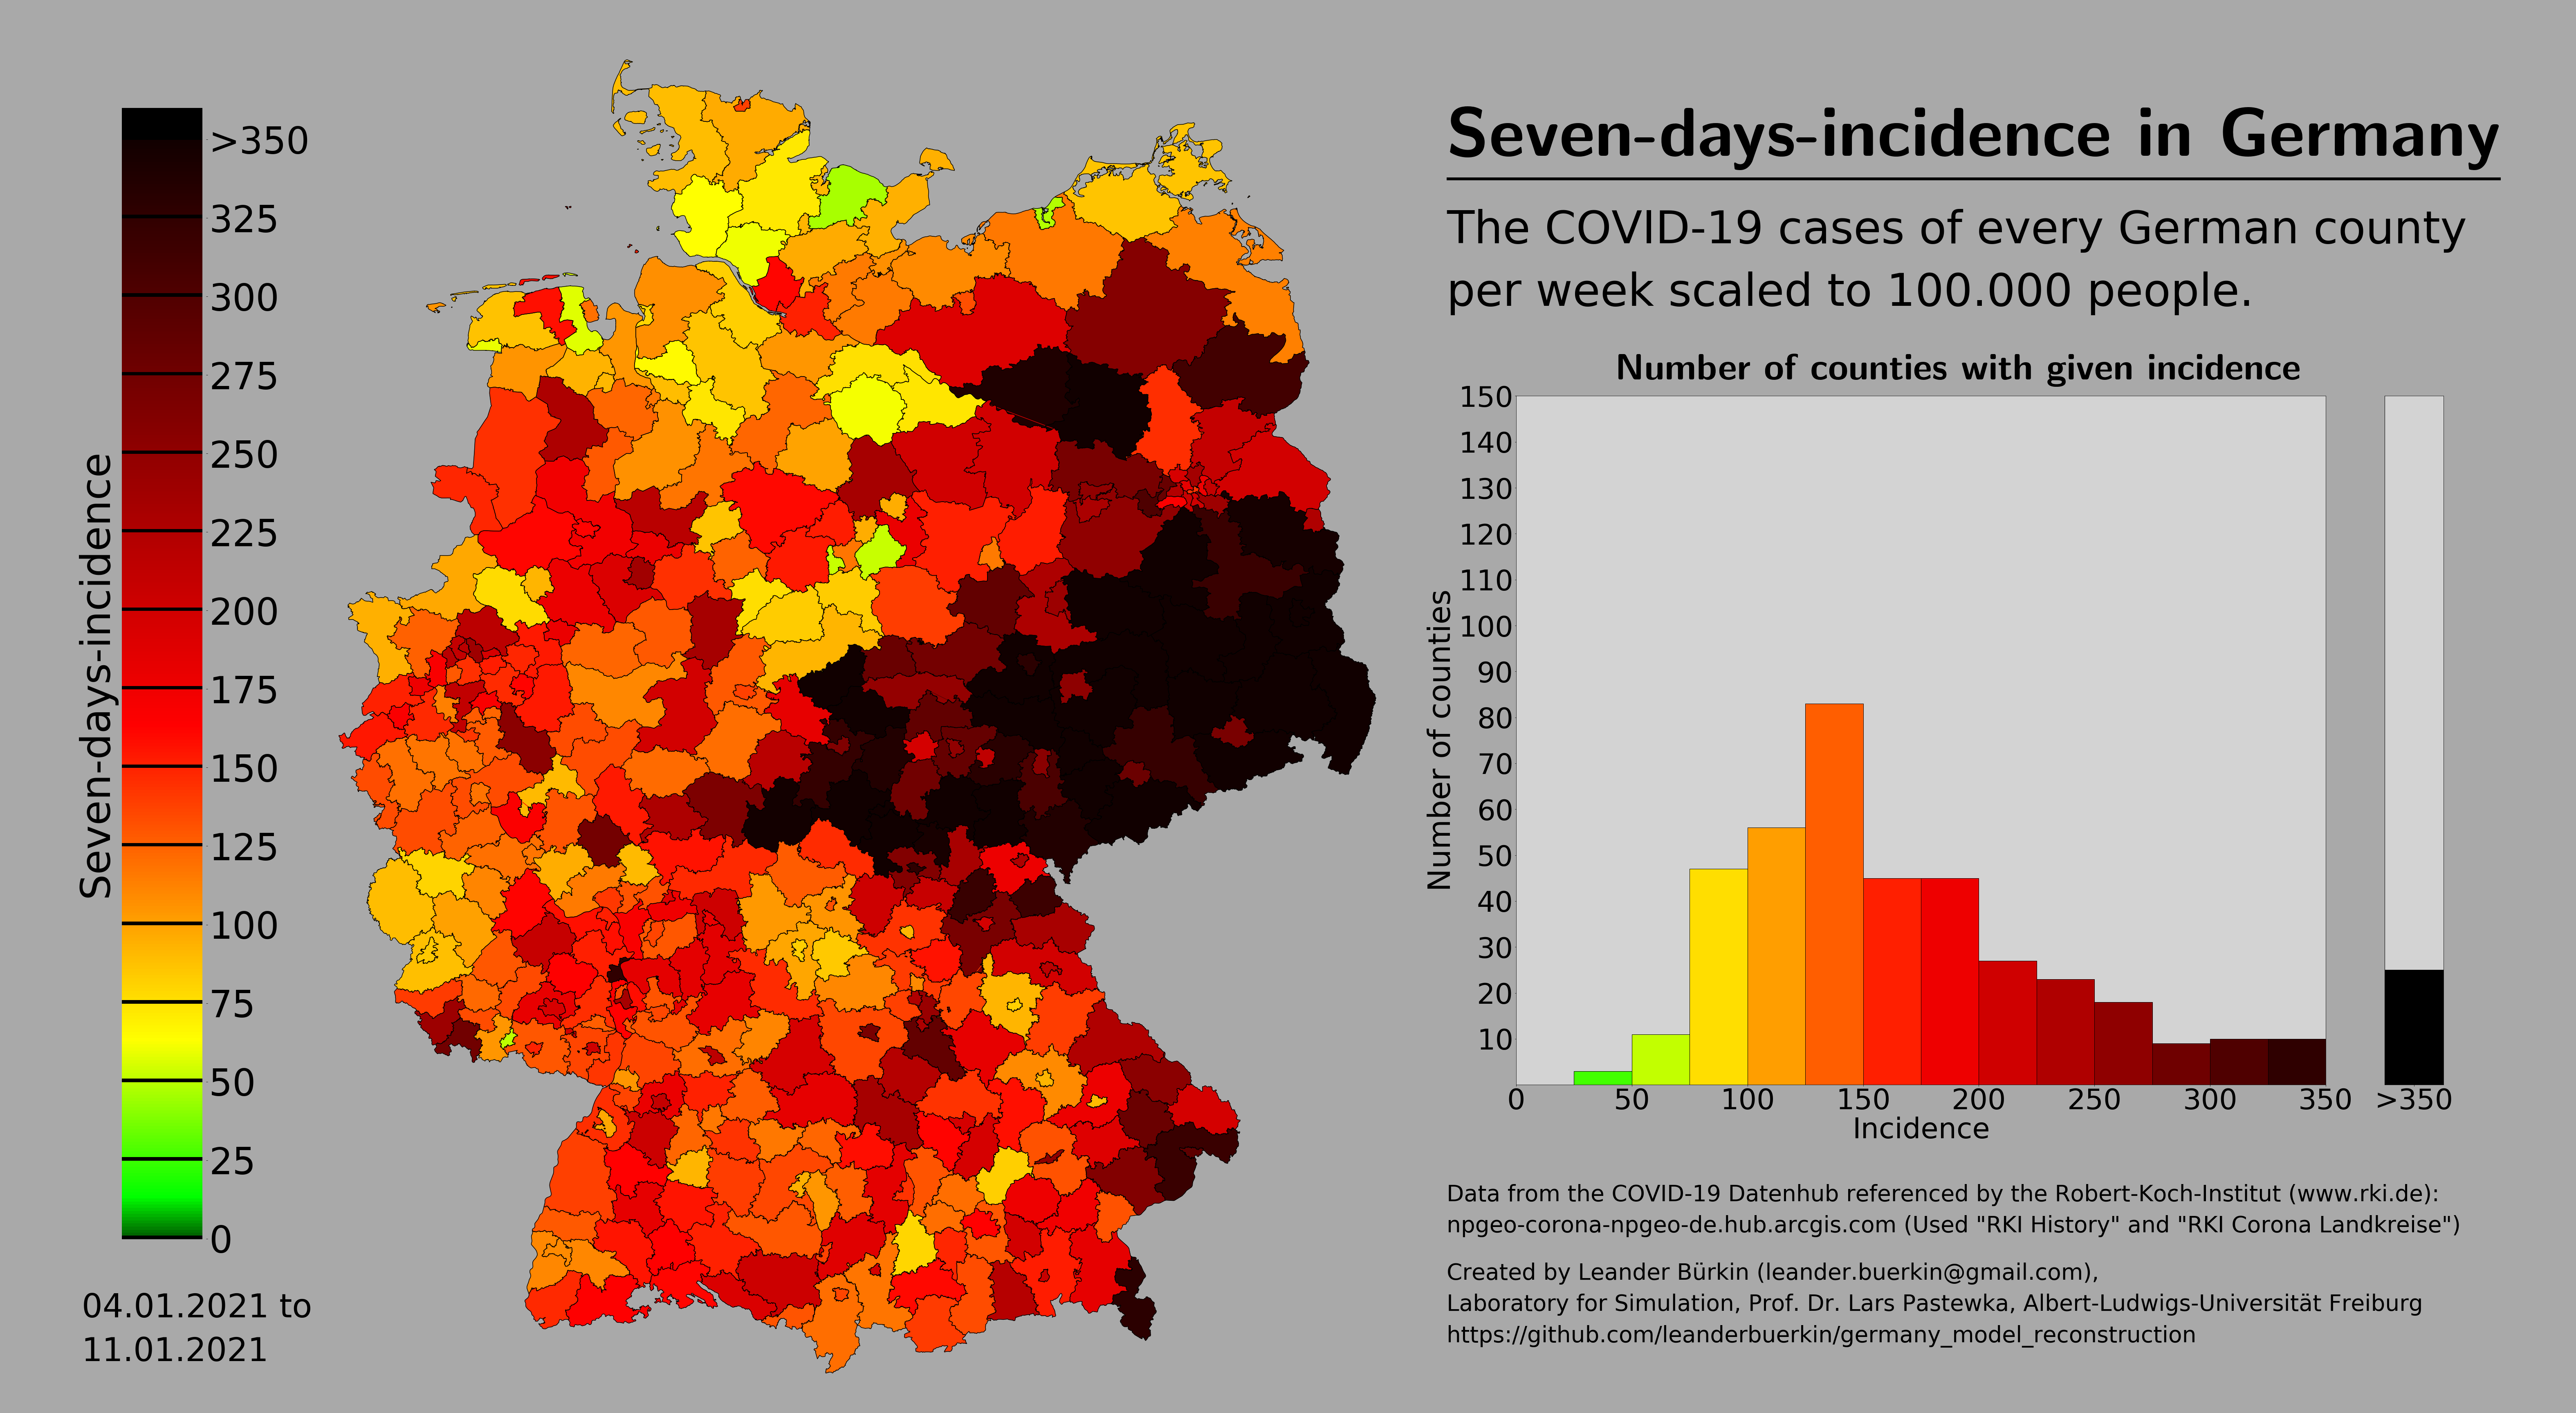 Seven-days-incidence in Germany
The COVID-19 cases of every German county
per week scaled to 100.000 people.
Seven-days-incidence
>350
325
300
275
250
225
200
175
150
125
100
75
50
25
0
04.01.2021 to
11.01.2021
Number of counties with given incidence
Number of counties
150
140
130
120
110
100
90
80
70
60
50
40
30
20
10
0 50 100 150 200 250 300 350 >350
Incidence
Data from the COVID-19 Datenhub referenced by the Robert-Koch-Institut (www.rki.de):
npgeo-corona-npgeo-de.hub.arcgis.com (Used "RKI History" and "RKI Corona Landkreise")
Created by Leander Bürkin (leander.buerkin@gmail.com),
Laboratory for Simulation, Prof. Dr. Lars Pastewka, Albert-Ludwigs-Universität Freiburg
https://github.com/leanderbuerkin/germany_model_reconstruction